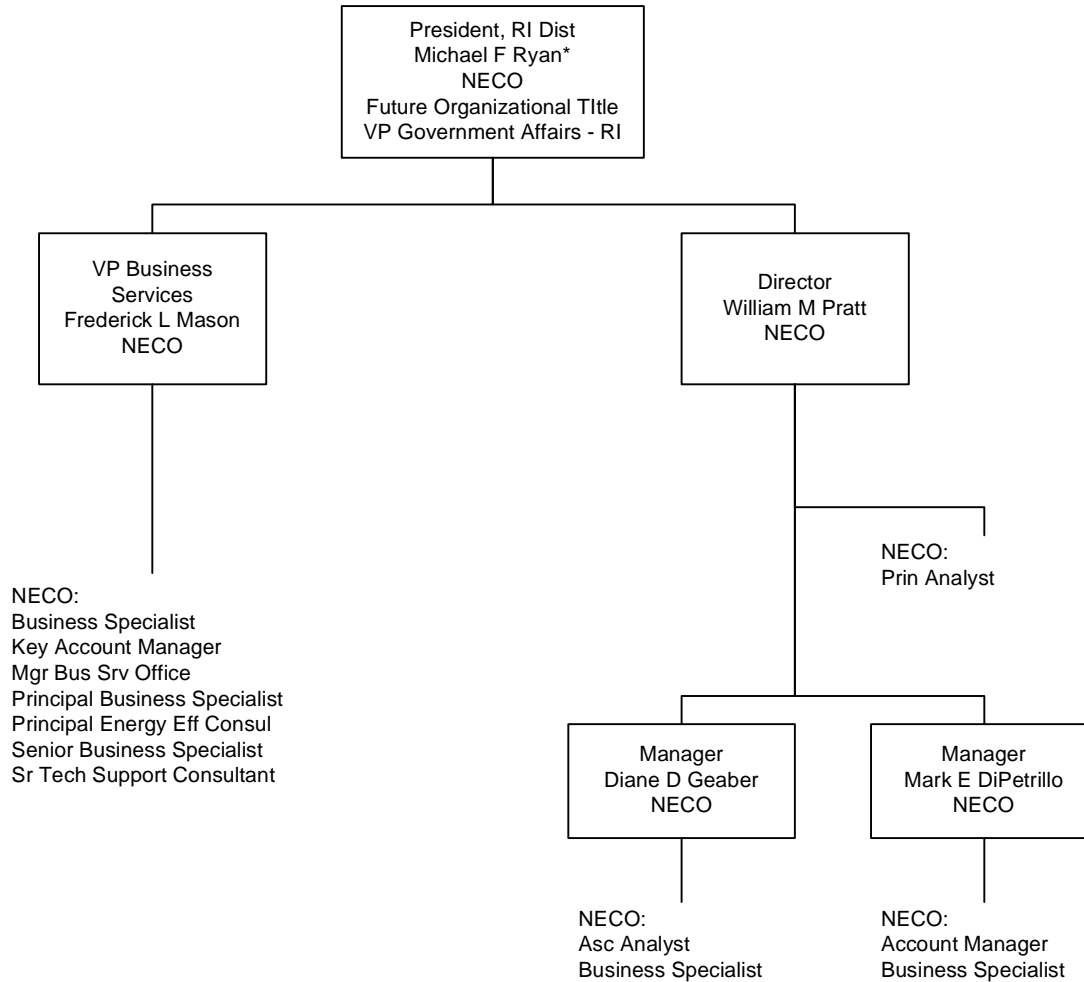 President, RI Dist
Michael F Ryan*
NECO
Future Organizational TItle
VP Government Affairs - RI
VP Business
Services
Frederick L Mason
NECO
Director
William M Pratt
NECO
NECO:
Prin Analyst
NECO:
Business Specialist
Key Account Manager
Mgr Bus Srv Office
Principal Business Specialist
Principal Energy Eff Consul
Senior Business Specialist
Sr Tech Support Consultant
Manager
Diane D Geaber
NECO
Manager
Mark E DiPetrillo
NECO
NECO:
Asc Analyst
Business Specialist
NECO:
Account Manager
Business Specialist